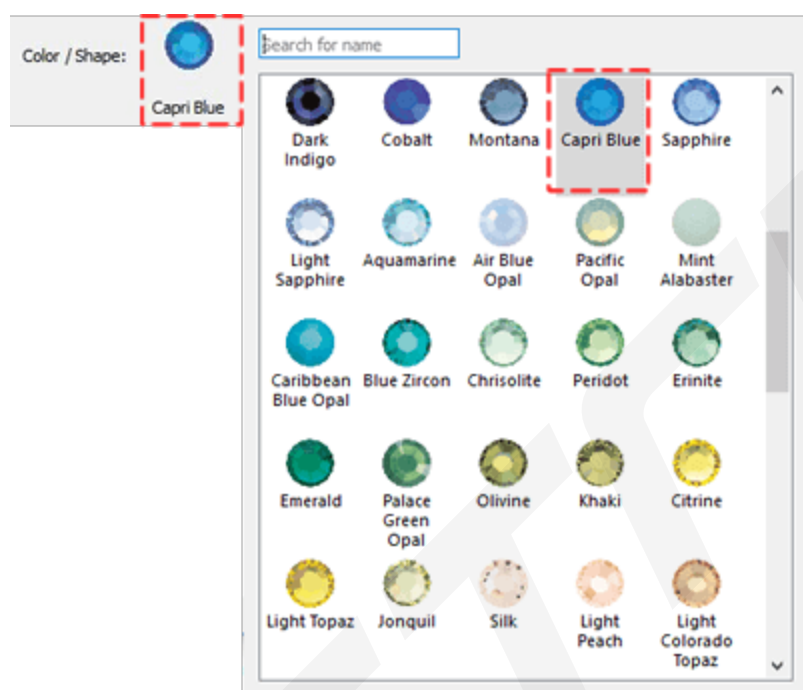 Color / Shape:
Capri Blue
Search for name
Dark
Indigo
Cobalt
Montana
Capri Blue
Sapphire
Light
Sapphire
Aquamarine
Air Blue
Opal
Pacific
Opal
Mint
Alabaster
Caribbean
Blue Opal
Blue Zircon
Chrisolite
Peridot
Erinite
Emerald
Palace
Green
Opal
Olivine
Khaki
Citrine
Light Topaz
Jonquil
Silk
Light
Peach
Light
Colorado
Topaz